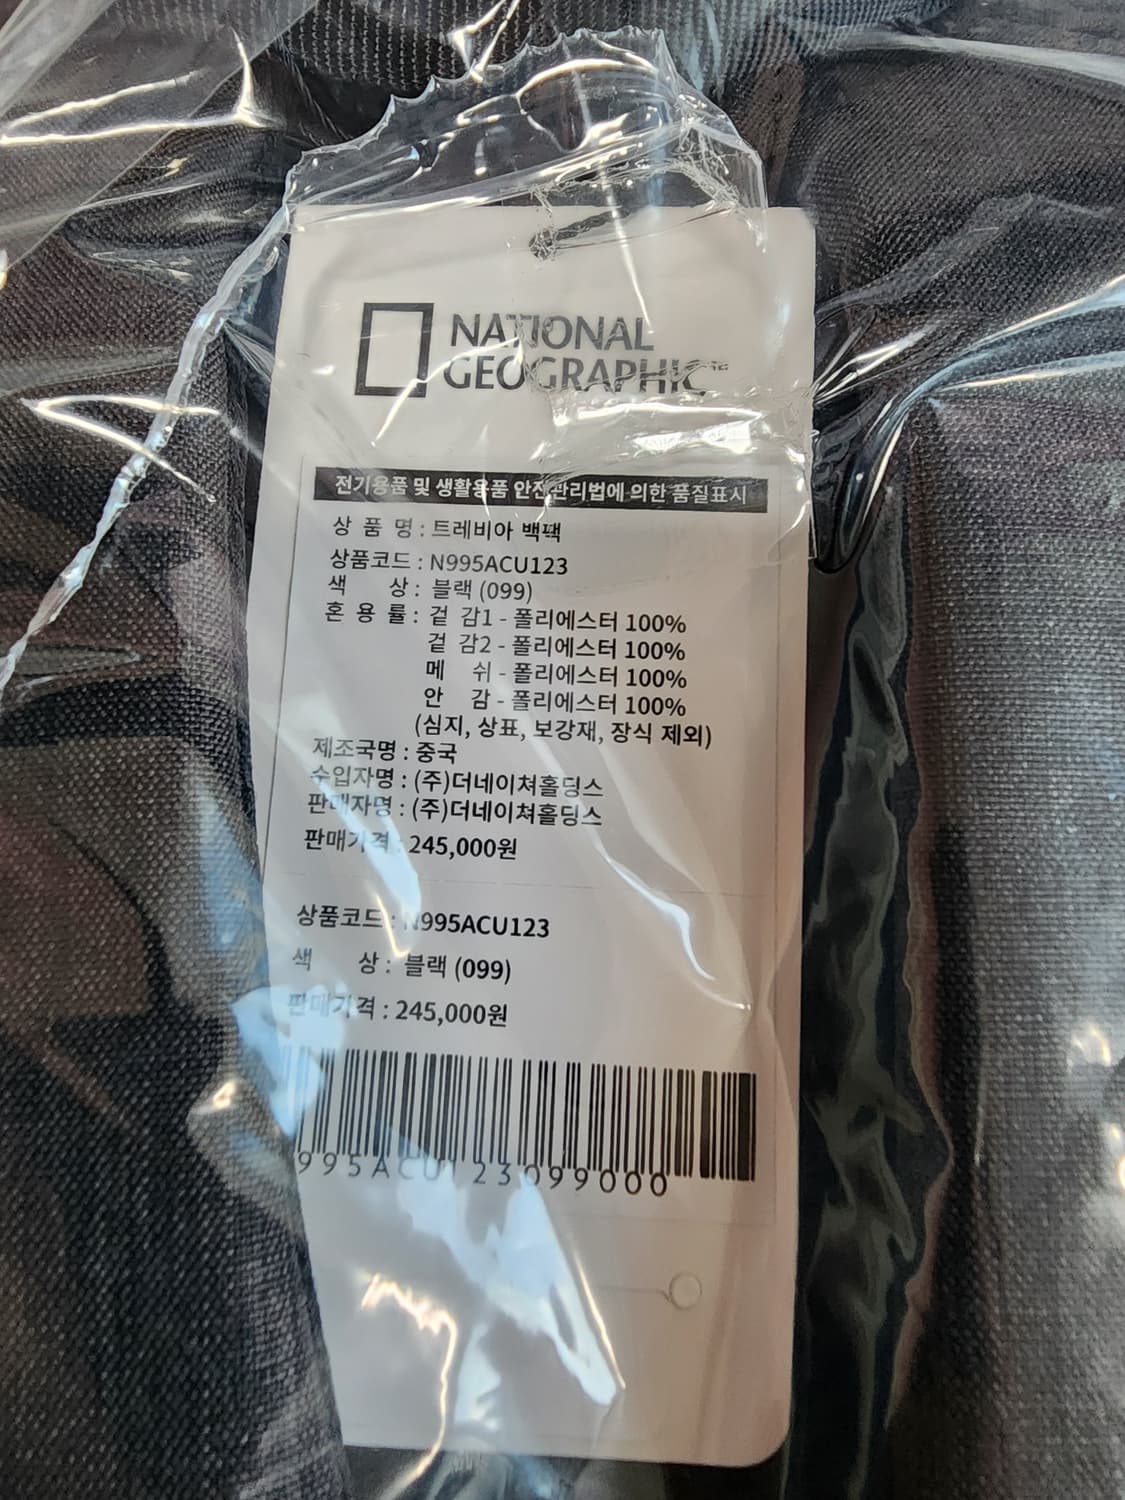 NATIONAL
GEOGRAPHIC
전기용품 및 생활용품 안전관리법에 의한 품질표시
상 품 명 : 트레비아 백팩
상품코드 : N995ACU123
색 상 : 블랙 (099)
혼 용 률 : 겉 감1 - 폴리에스터 100%
겉 감2 - 폴리에스터 100%
메 쉬 - 폴리에스터 100%
안 감 - 폴리에스터 100%
(심지, 상표, 보강재, 장식 제외)
제조국명 : 중국
수입자명 : (주)더네이쳐홀딩스
판매자명 : (주)더네이쳐홀딩스
판매가격 : 245,000원
상품코드 : N995ACU123
색 상 : 블랙 (099)
판매가격 : 245,000원
995ACU123099000